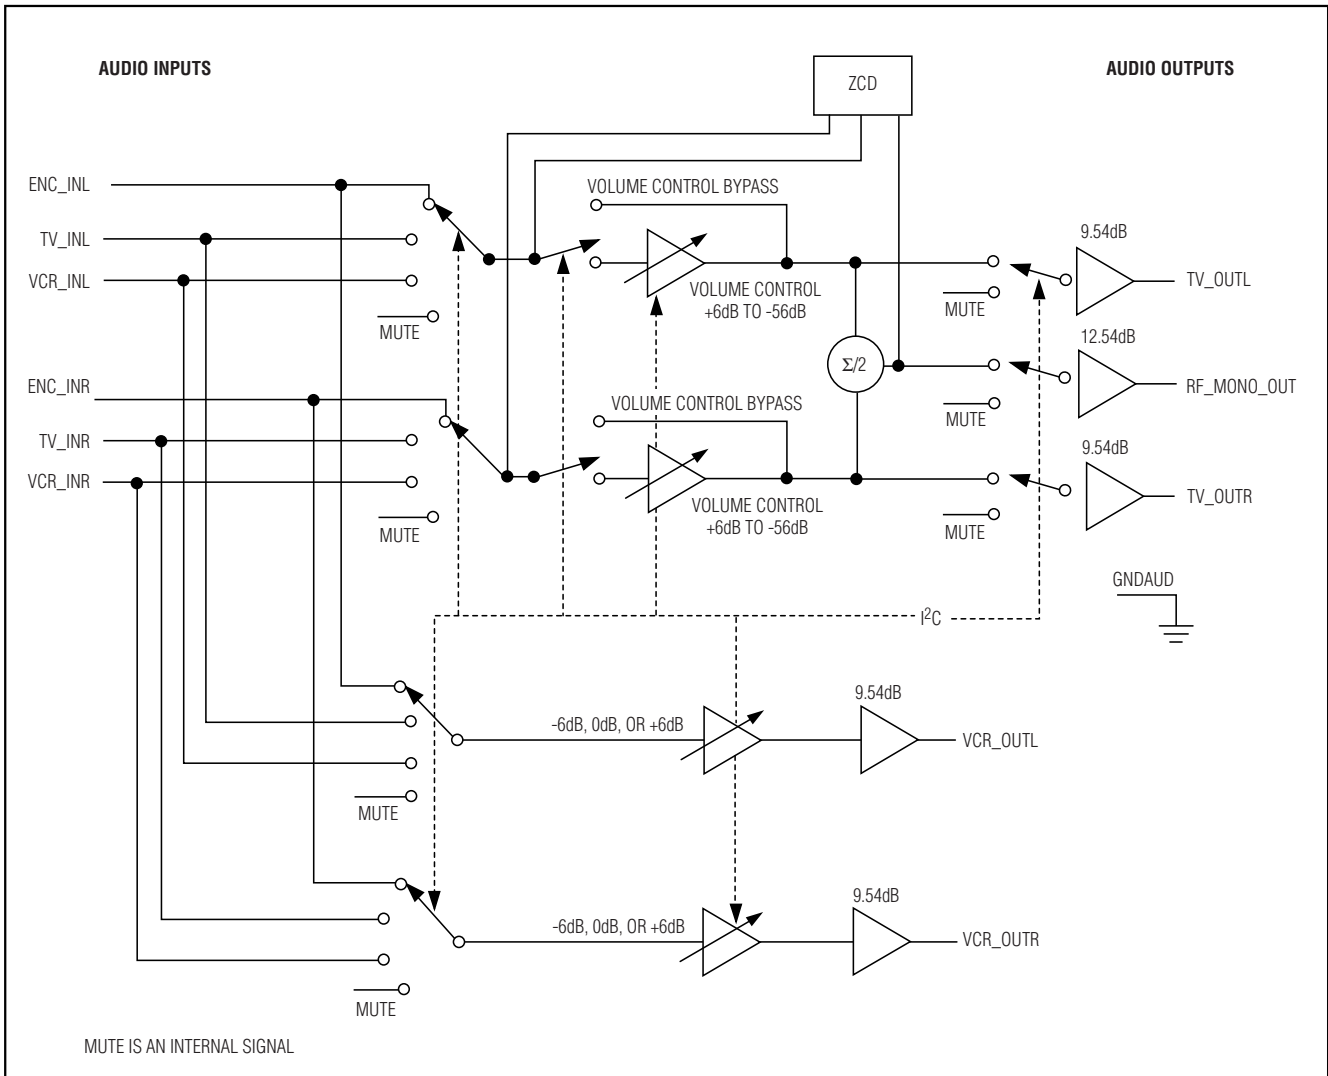 AUDIO INPUTS
AUDIO OUTPUTS
ZCD
ENC_INL
TV_INL
VCR_INL
MUTE
VOLUME CONTROL BYPASS
VOLUME CONTROL
+6dB TO -56dB
9.54dB
TV_OUTL
MUTE
Σ/2
12.54dB
RF_MONO_OUT
MUTE
ENC_INR
TV_INR
VCR_INR
MUTE
VOLUME CONTROL BYPASS
VOLUME CONTROL
+6dB TO -56dB
9.54dB
TV_OUTR
MUTE
GNDAUD
I²C
-6dB, 0dB, OR +6dB
9.54dB
VCR_OUTL
MUTE
-6dB, 0dB, OR +6dB
9.54dB
VCR_OUTR
MUTE
MUTE IS AN INTERNAL SIGNAL